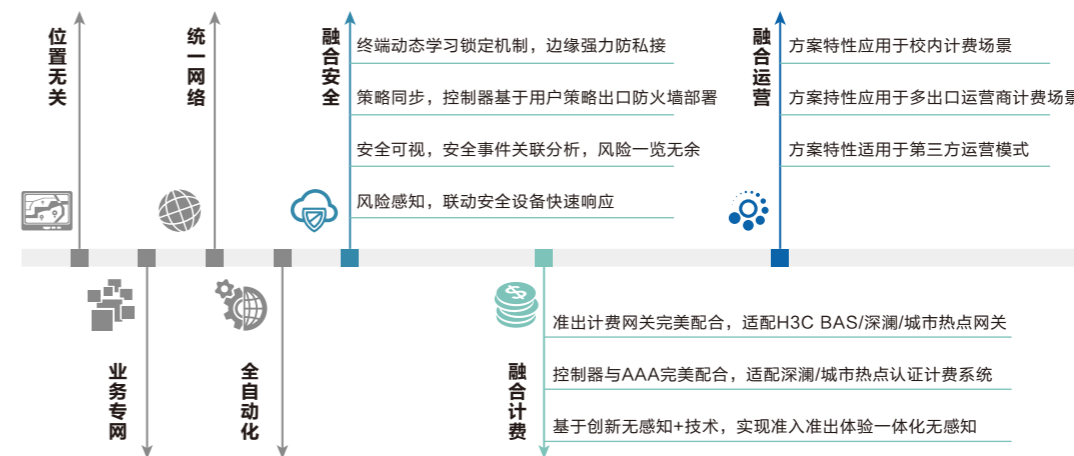 位置无关
统一网络
融合安全
终端动态学习锁定机制，边缘强力防私接
策略同步，控制器基于用户策略出口防火墙部署
安全可视，安全事件关联分析，风险一览无余
风险感知，联动安全设备快速响应
融合运营
方案特性应用于校内计费场景
方案持性应用于多出口运营商计费场景
方案特性适用于第三方运营模式
业务专网
全自动化
融合计费
准出计费网关完美配合，适配H3C BAS/深澜/城市热点网关
控制器与AAA完美配合，适配深澜/城市热点认证计费系统
基于创新无感知+技术，实现准入准出体验一体化无感知